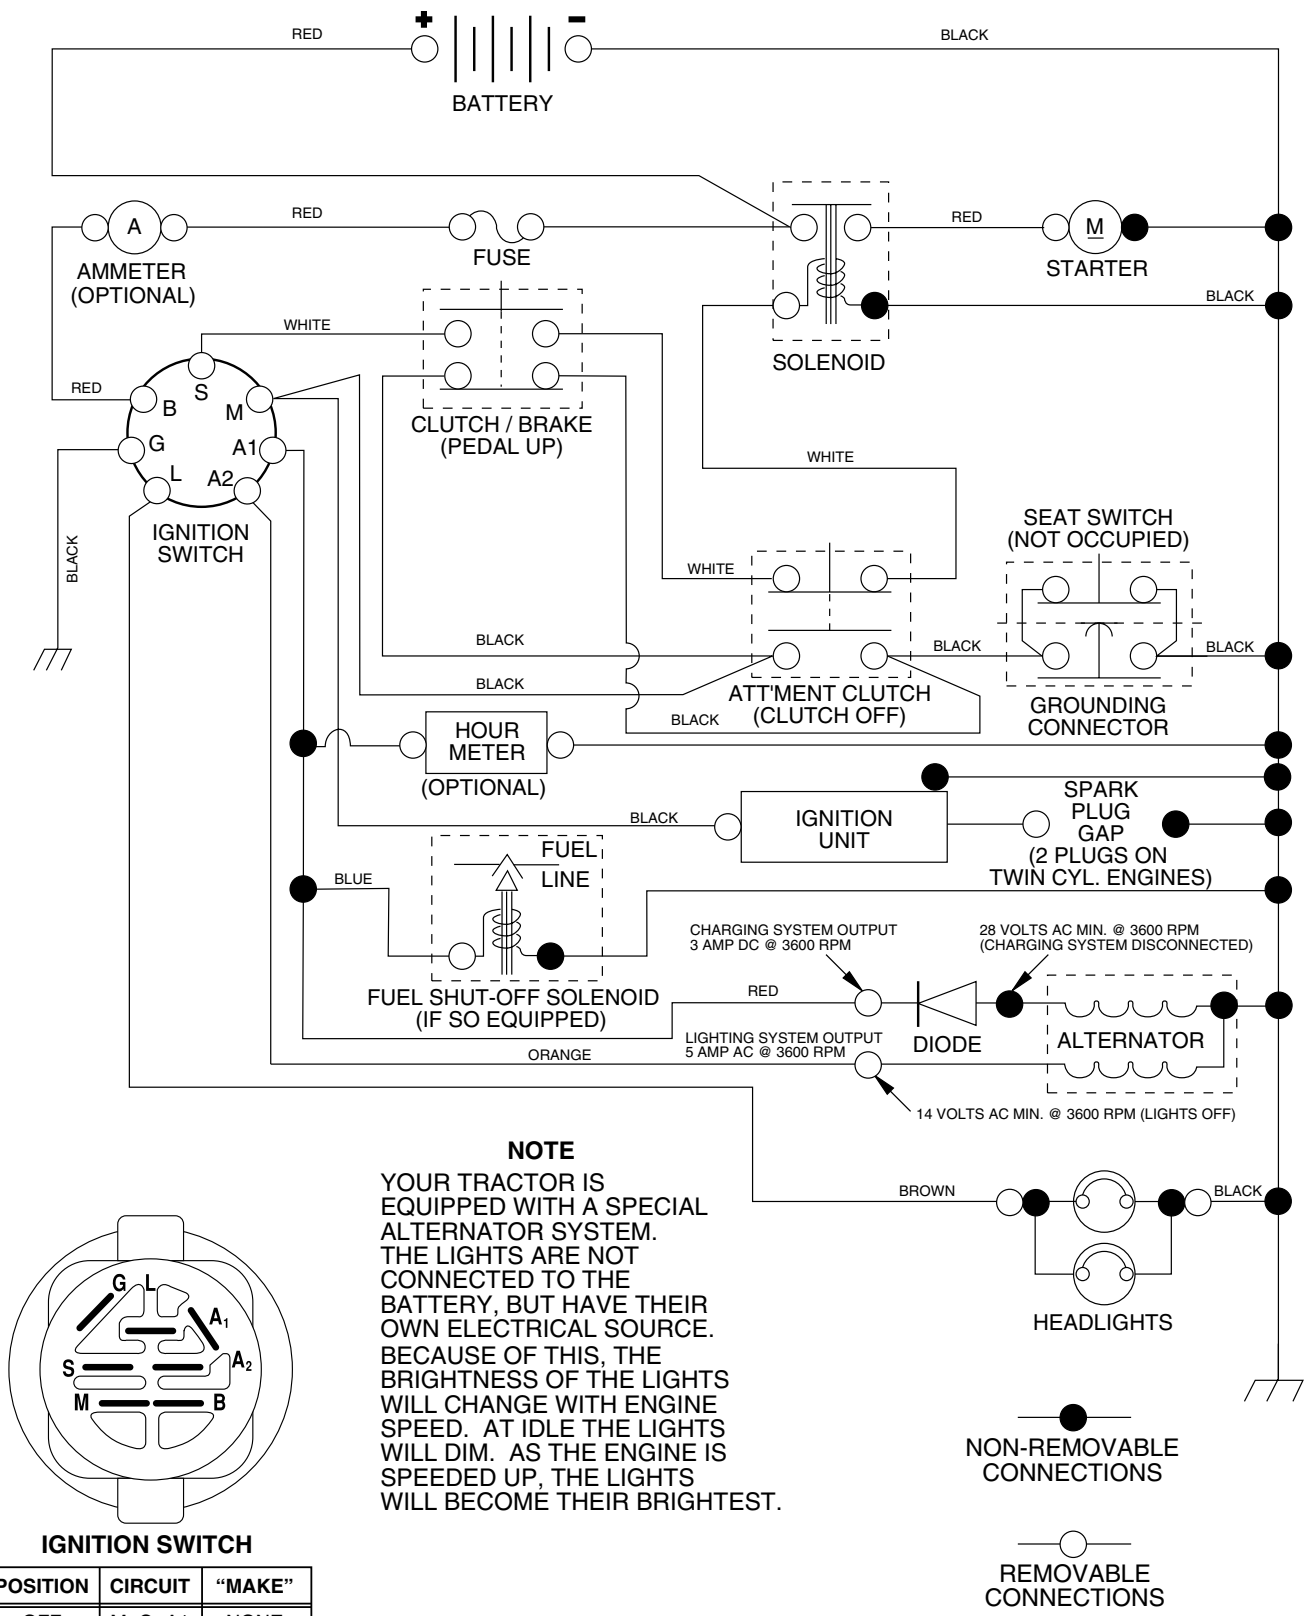 + -
RED
BLACK
BATTERY
A
RED
FUSE
RED
M
STARTER
AMMETER
(OPTIONAL)
BLACK
WHITE
SOLENOID
RED
S
B
M
G
A1
L
A2
CLUTCH / BRAKE
(PEDAL UP)
WHITE
IGNITION
SWITCH
BLACK
SEAT SWITCH
(NOT OCCUPIED)
WHITE
BLACK
BLACK
BLACK
BLACK
ATT'MENT CLUTCH
(CLUTCH OFF)
BLACK
GROUNDING
CONNECTOR
HOUR
METER
(OPTIONAL)
BLACK
IGNITION
UNIT
SPARK
PLUG
GAP
(2 PLUGS ON
TWIN CYL. ENGINES)
FUEL
LINE
BLUE
FUEL SHUT-OFF SOLENOID
(IF SO EQUIPPED)
CHARGING SYSTEM OUTPUT
3 AMP DC @ 3600 RPM
28 VOLTS AC MIN. @ 3600 RPM
(CHARGING SYSTEM DISCONNECTED)
RED
DIODE
ALTERNATOR
LIGHTING SYSTEM OUTPUT
5 AMP AC @ 3600 RPM
ORANGE
14 VOLTS AC MIN. @ 3600 RPM (LIGHTS OFF)
BROWN
BLACK
HEADLIGHTS
NOTE
YOUR TRACTOR IS
EQUIPPED WITH A SPECIAL
ALTERNATOR SYSTEM.
THE LIGHTS ARE NOT
CONNECTED TO THE
BATTERY, BUT HAVE THEIR
OWN ELECTRICAL SOURCE.
BECAUSE OF THIS, THE
BRIGHTNESS OF THE LIGHTS
WILL CHANGE WITH ENGINE
SPEED. AT IDLE THE LIGHTS
WILL DIM. AS THE ENGINE IS
SPEEDED UP, THE LIGHTS
WILL BECOME THEIR BRIGHTEST.
G L
A1
S
A2
M B
IGNITION SWITCH
POSITION CIRCUIT "MAKE"
NON-REMOVABLE
CONNECTIONS
REMOVABLE
CONNECTIONS